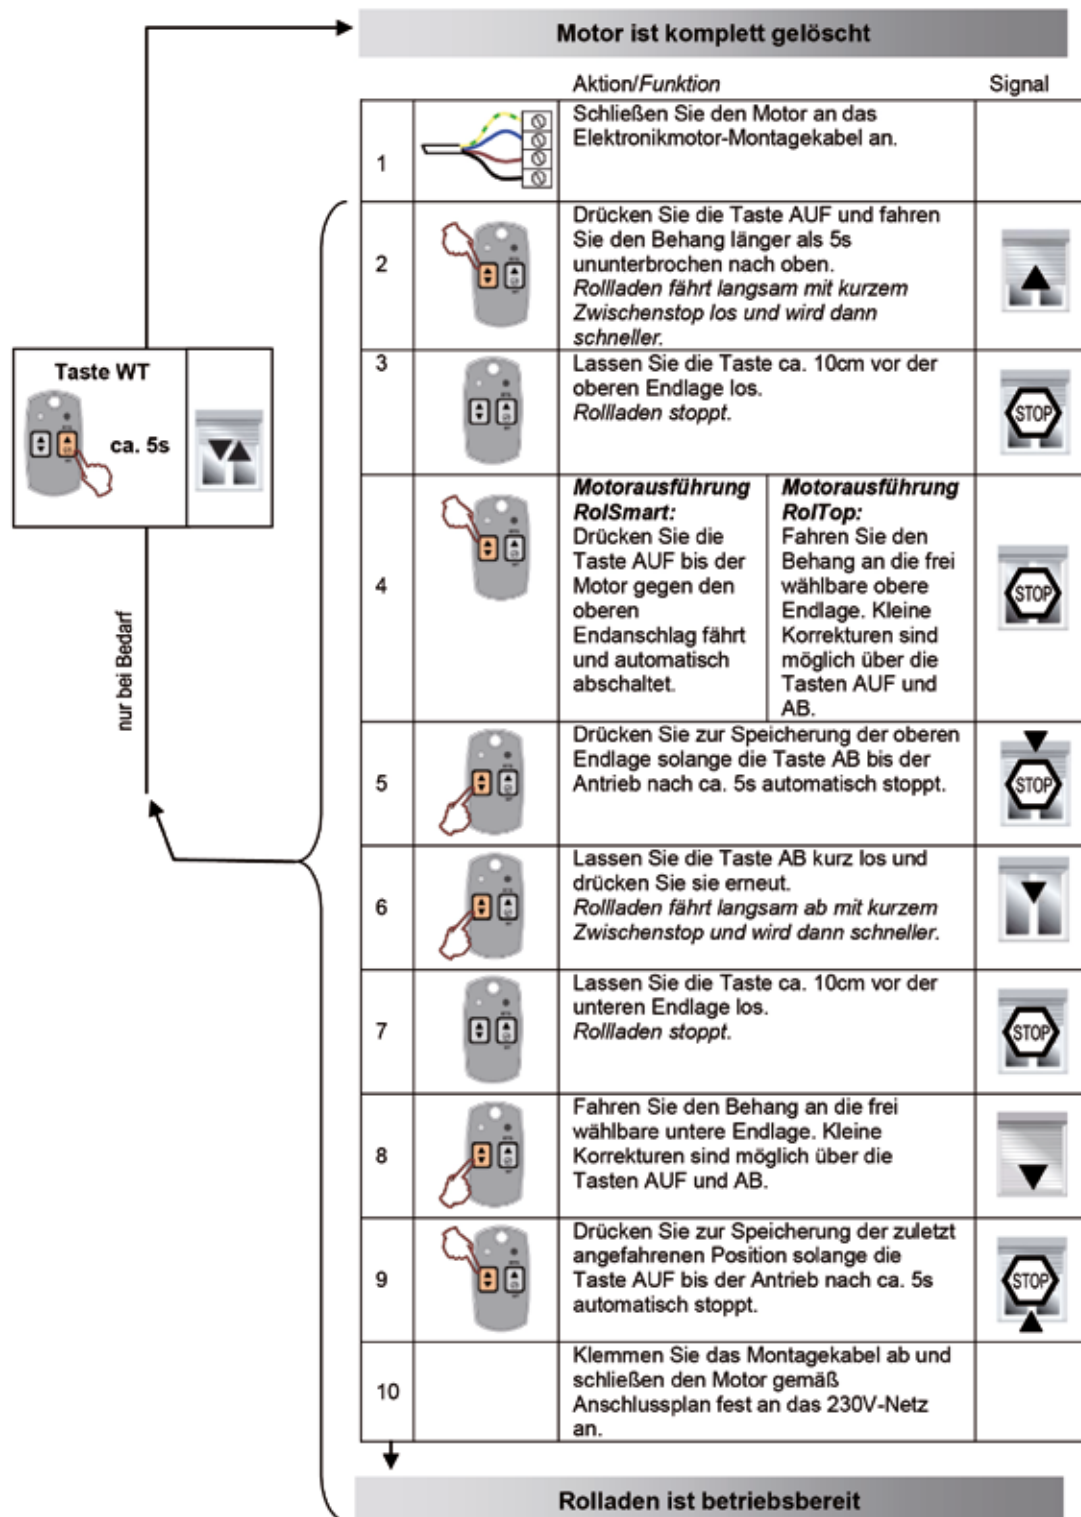 Motor ist komplett gelöscht
Aktion/Funktion
Signal
1
Schließen Sie den Motor an das
Elektronikmotor-Montagekabel an.
2
Drücken Sie die Taste AUF und fahren
Sie den Behang länger als 5s
ununterbrochen nach oben.
Rollladen fährt langsam mit kurzem
Zwischenstop los und wird dann
schneller.
Taste WT
ca. 5s
3
Lassen Sie die Taste ca. 10cm vor der
oberen Endlage los.
Rollladen stoppt.
STOP
4
Motorausführung
RolSmart:
Drücken Sie die
Taste AUF bis der
Motor gegen den
oberen
Endanschlag fährt
und automatisch
abschaltet.
Motorausführung
RolTop:
Fahren Sie den
Behang an die frei
wählbare obere
Endlage. Kleine
Korrekturen sind
möglich über die
Tasten AUF und
AB.
STOP
nur bei Bedarf
5
Drücken Sie zur Speicherung der oberen
Endlage solange die Taste AB bis der
Antrieb nach ca. 5s automatisch stoppt.
STOP
6
Lassen Sie die Taste AB kurz los und
drücken Sie sie erneut.
Rollladen fährt langsam ab mit kurzem
Zwischenstop und wird dann schneller.
7
Lassen Sie die Taste ca. 10cm vor der
unteren Endlage los.
Rollladen stoppt.
STOP
8
Fahren Sie den Behang an die frei
wählbare untere Endlage. Kleine
Korrekturen sind möglich über die
Tasten AUF und AB.
9
Drücken Sie zur Speicherung der zuletzt
angefahrenen Position solange die
Taste AUF bis der Antrieb nach ca. 5s
automatisch stoppt.
STOP
10
Klemmen Sie das Montagekabel ab und
schließen den Motor gemäß
Anschlussplan fest an das 230V-Netz
an.
Rolladen ist betriebsbereit